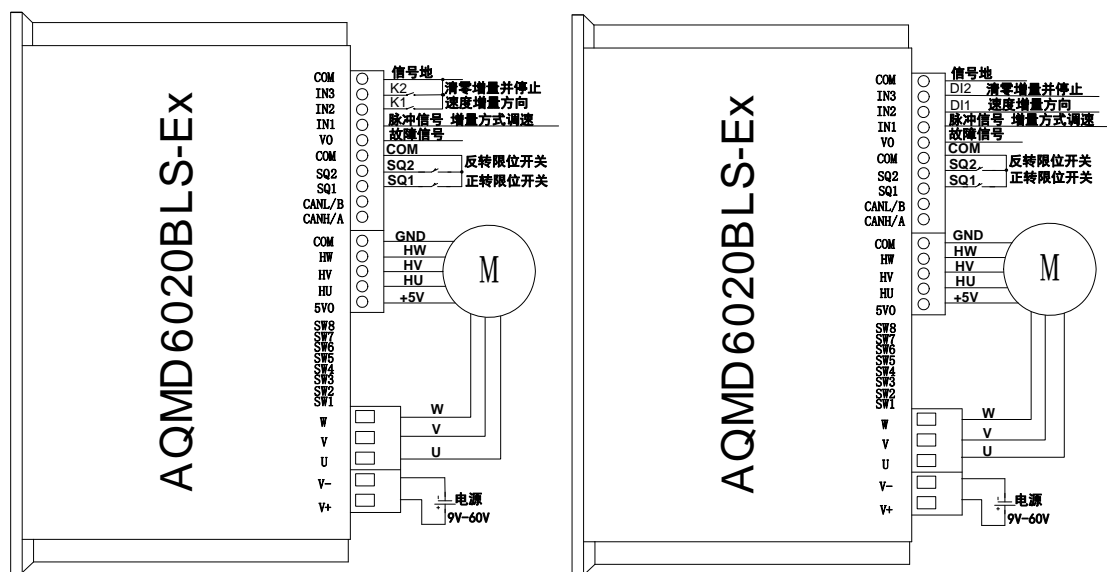 AQMD6020BLS-Ex
COM 信号地
IN3 K2 清零增量并停止
IN2 K1 速度增量方向
IN1 脉冲信号 增量方式调速
VO 故障信号
COM COM
SQ2 SQ2 反转限位开关
SQ1 SQ1 正转限位开关
CANL/B
CANH/A
COM GND
HW HW
HV HV
HU HU
5VO +5V
M
SW8
SW7
SW6
SW5
SW4
SW3
SW2
SW1
W W
V V
U U
V-
V+
电源
9V-60V
AQMD6020BLS-Ex
COM 信号地
IN3 DI2 清零增量并停止
IN2 DI1 速度增量方向
IN1 脉冲信号 增量方式调速
VO 故障信号
COM COM
SQ2 SQ2 反转限位开关
SQ1 SQ1 正转限位开关
CANL/B
CANH/A
COM GND
HW HW
HV HV
HU HU
5VO +5V
M
SW8
SW7
SW6
SW5
SW4
SW3
SW2
SW1
W W
V V
U U
V-
V+
电源
9V-60V